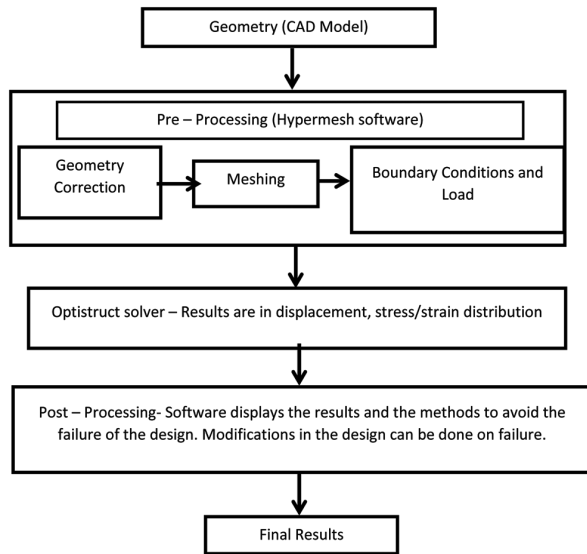 Geometry (CAD Model)
Pre – Processing (Hypermesh software)
Geometry
Correction
Meshing
Boundary Conditions and
Load
Optistruct solver – Results are in displacement, stress/strain distribution
Post – Processing- Software displays the results and the methods to avoid the
failure of the design. Modifications in the design can be done on failure.
Final Results